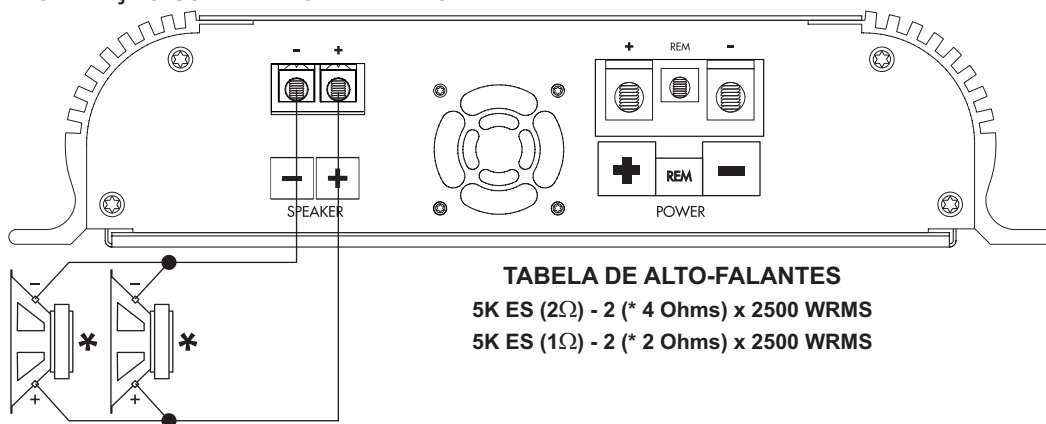 - +
+ REM -
- +
SPEAKER
+ REM -
POWER
- -
* *
+ +
TABELA DE ALTO-FALANTES
5K ES (2Ω) - 2 (* 4 Ohms) x 2500 WRMS
5K ES (1Ω) - 2 (* 2 Ohms) x 2500 WRMS